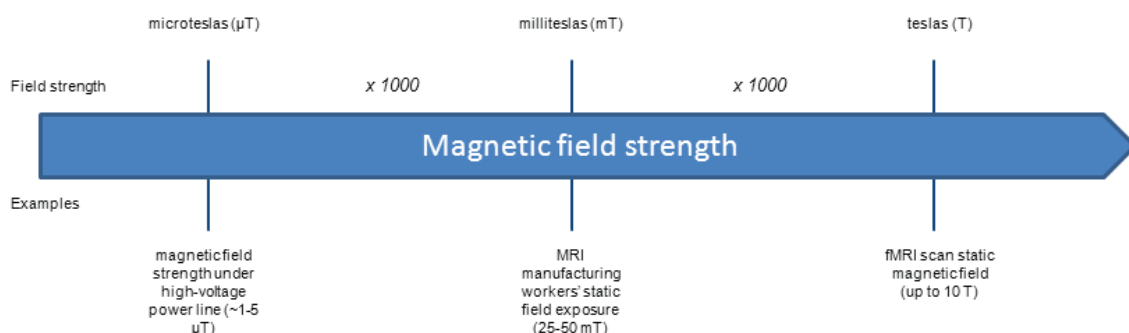 microteslas (µT)
milliteslas (mT)
teslas (T)
Field strength
x 1000
x 1000
Magnetic field strength
Examples
magnetic field
strength under
high-voltage
power line (~1-5
µT)
MRI
manufacturing
workers' static
field exposure
(25-50 mT)
fMRI scan static
magnetic field
(up to 10 T)